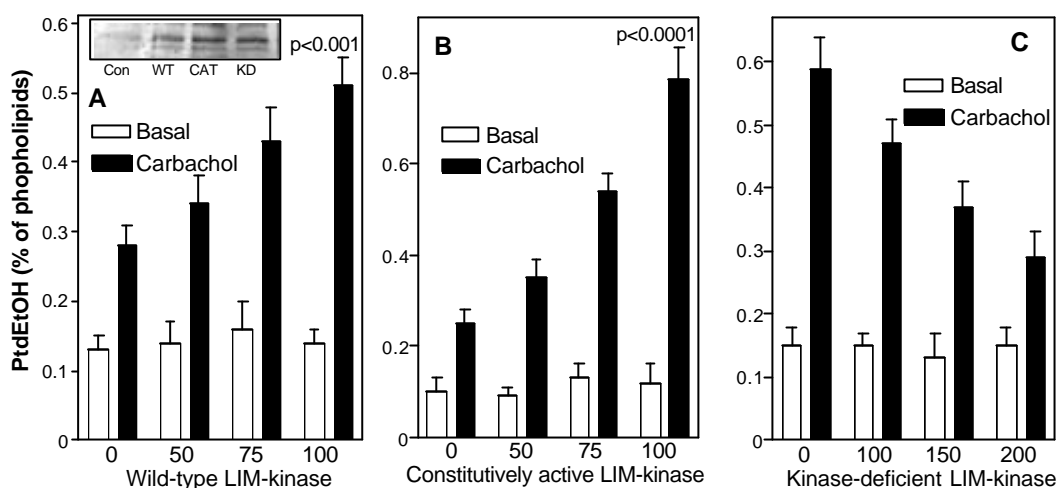 PtdEtOH (% of phopholipids)
0.6
0.5
0.4
0.3
0.2
0.1
0
Con WT CAT KD
p<0.001
A
Basal
Carbachol
0 50 75 100
Wild-type LIM-kinase
0.8
0.6
0.4
0.2
0
B
p<0.0001
Basal
Carbachol
0 50 75 100
Constitutively active LIM-kinase
0.6
0.5
0.4
0.3
0.2
0.1
0
C
Basal
Carbachol
0 100 150 200
Kinase-deficient LIM-kinase